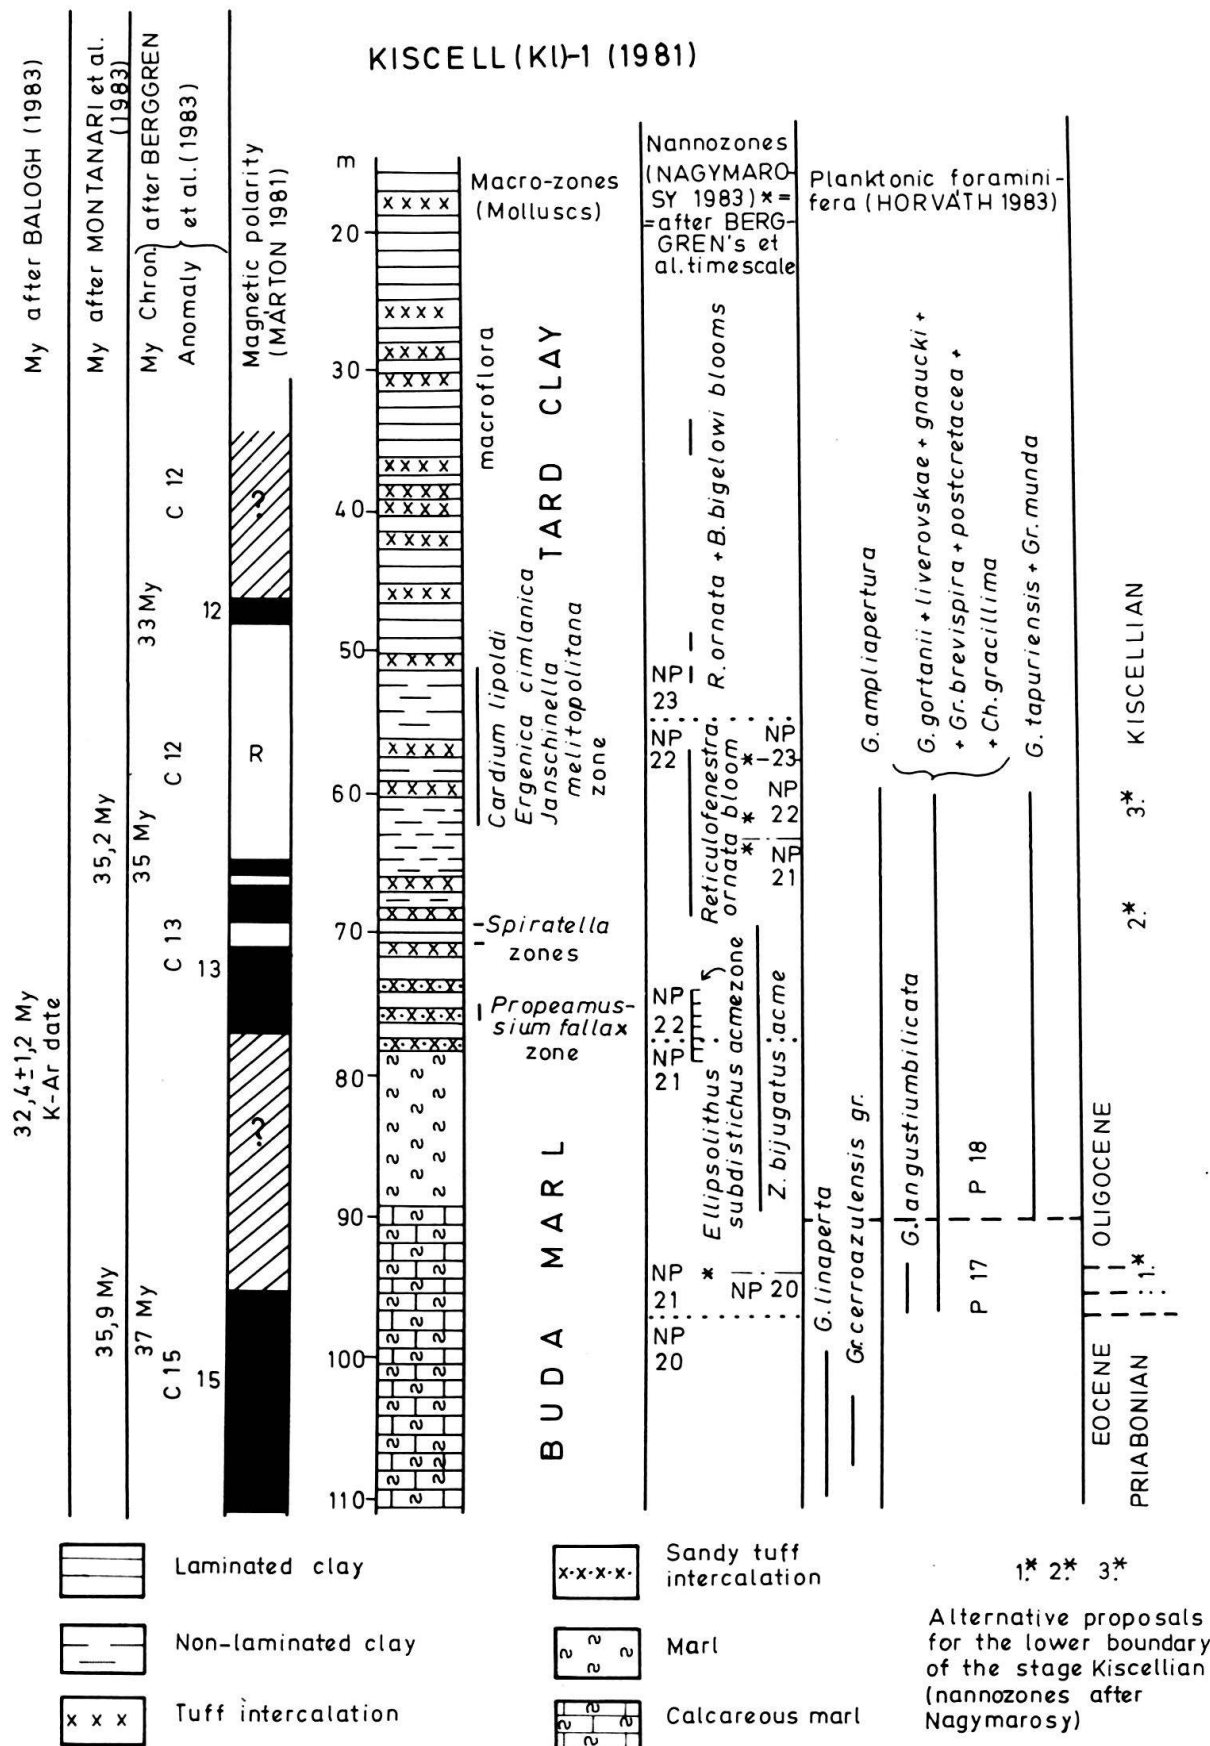 KISCELL (KI)-1 (1981)
My after BALOGH (1983)
32,4±1,2 My
K-Ar date
My after MONTANARI et al.
(1983)
35,2 My
35,9 My
My Chron. after BERGGREN
Anomaly et al. (1983)
C 12
33 My
12
C 12
35 My
C 13
13
37 My
C 15
15
Magnetic polarity
(MÁRTON 1981)
?
R
?
m
20
30
40
50
60
70
80
90
100
110
Macro-zones
(Molluscs)
macroflora
TARD CLAY
Cardium lipoldi
Ergenica cimlanica
Janschinella
melitopolitana
zone
Spiratella
zones
Propeamus-
sium fallax
zone
BUDA MARL
Nannozones
(NAGYMARO-
SY 1983) * =
=after BERG-
GREN's et
al. timescale
R. ornata + B. bigelowi blooms
NP
23
NP
22
Reticulofenestra
ornata bloom
NP
*-23
NP
* 22
*
NP
21
NP
22
NP
21
Ellipsolithus
subdistichus acmezone
Z. bijugatus acme
NP
21
*
NP 20
NP
20
Planktonic foramini-
fera (HORVÁTH 1983)
G. ampliapertura
G. gortanii + liverovskae + gnaucki +
+ Gr. brevispira + postcretacea +
+ Ch. gracillima
G. tapuriensis + Gr. munda
G. linaperta
Gr. cerroazulensis gr.
G. angustiumbilicata
P 18
P 17
KISCELLIAN
3.*
2.*
OLIGOCENE
1.*
EOCENE
PRIABONIAN
Laminated clay
Non-laminated clay
Tuff intercalation
Sandy tuff
intercalation
Marl
Calcareous marl
1.* 2.* 3.*
Alternative proposals
for the lower boundary
of the stage Kiscellian
(nannozones after
Nagymarosy)